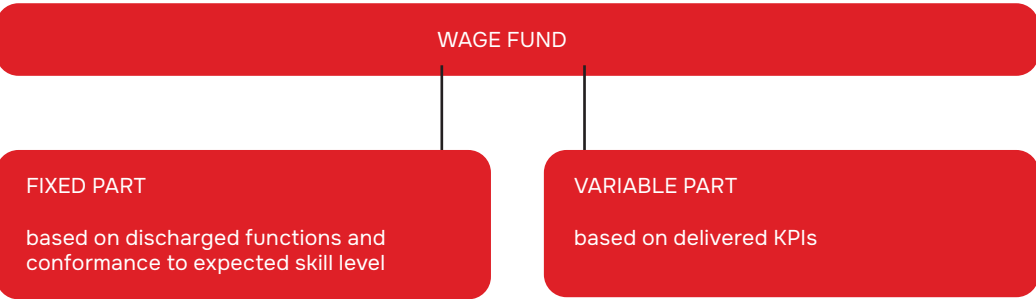 WAGE FUND
FIXED PART
based on discharged functions and
conformance to expected skill level
VARIABLE PART
based on delivered KPIs